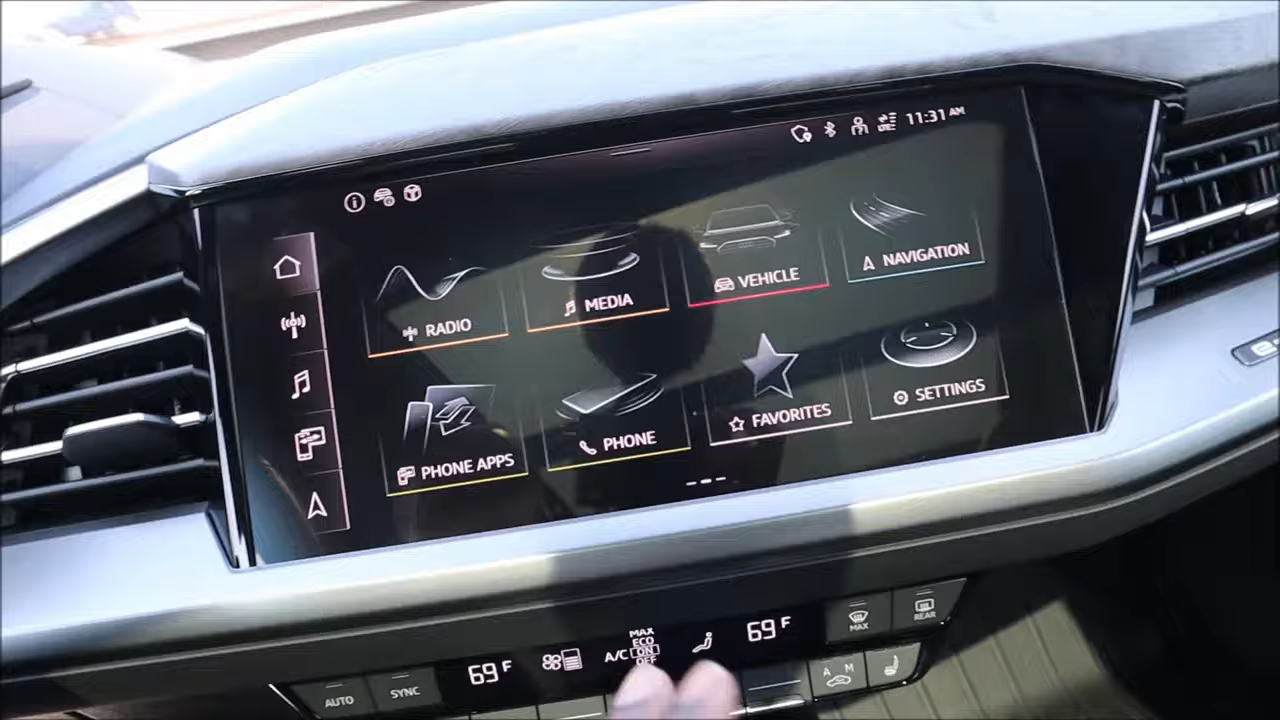 11:31 AM
RADIO
MEDIA
VEHICLE
NAVIGATION
PHONE APPS
PHONE
FAVORITES
SETTINGS
MAX
REAR
69 F
A/C
MAX
ECO
ON
OFF
69 F
AUTO
SYNC
A M